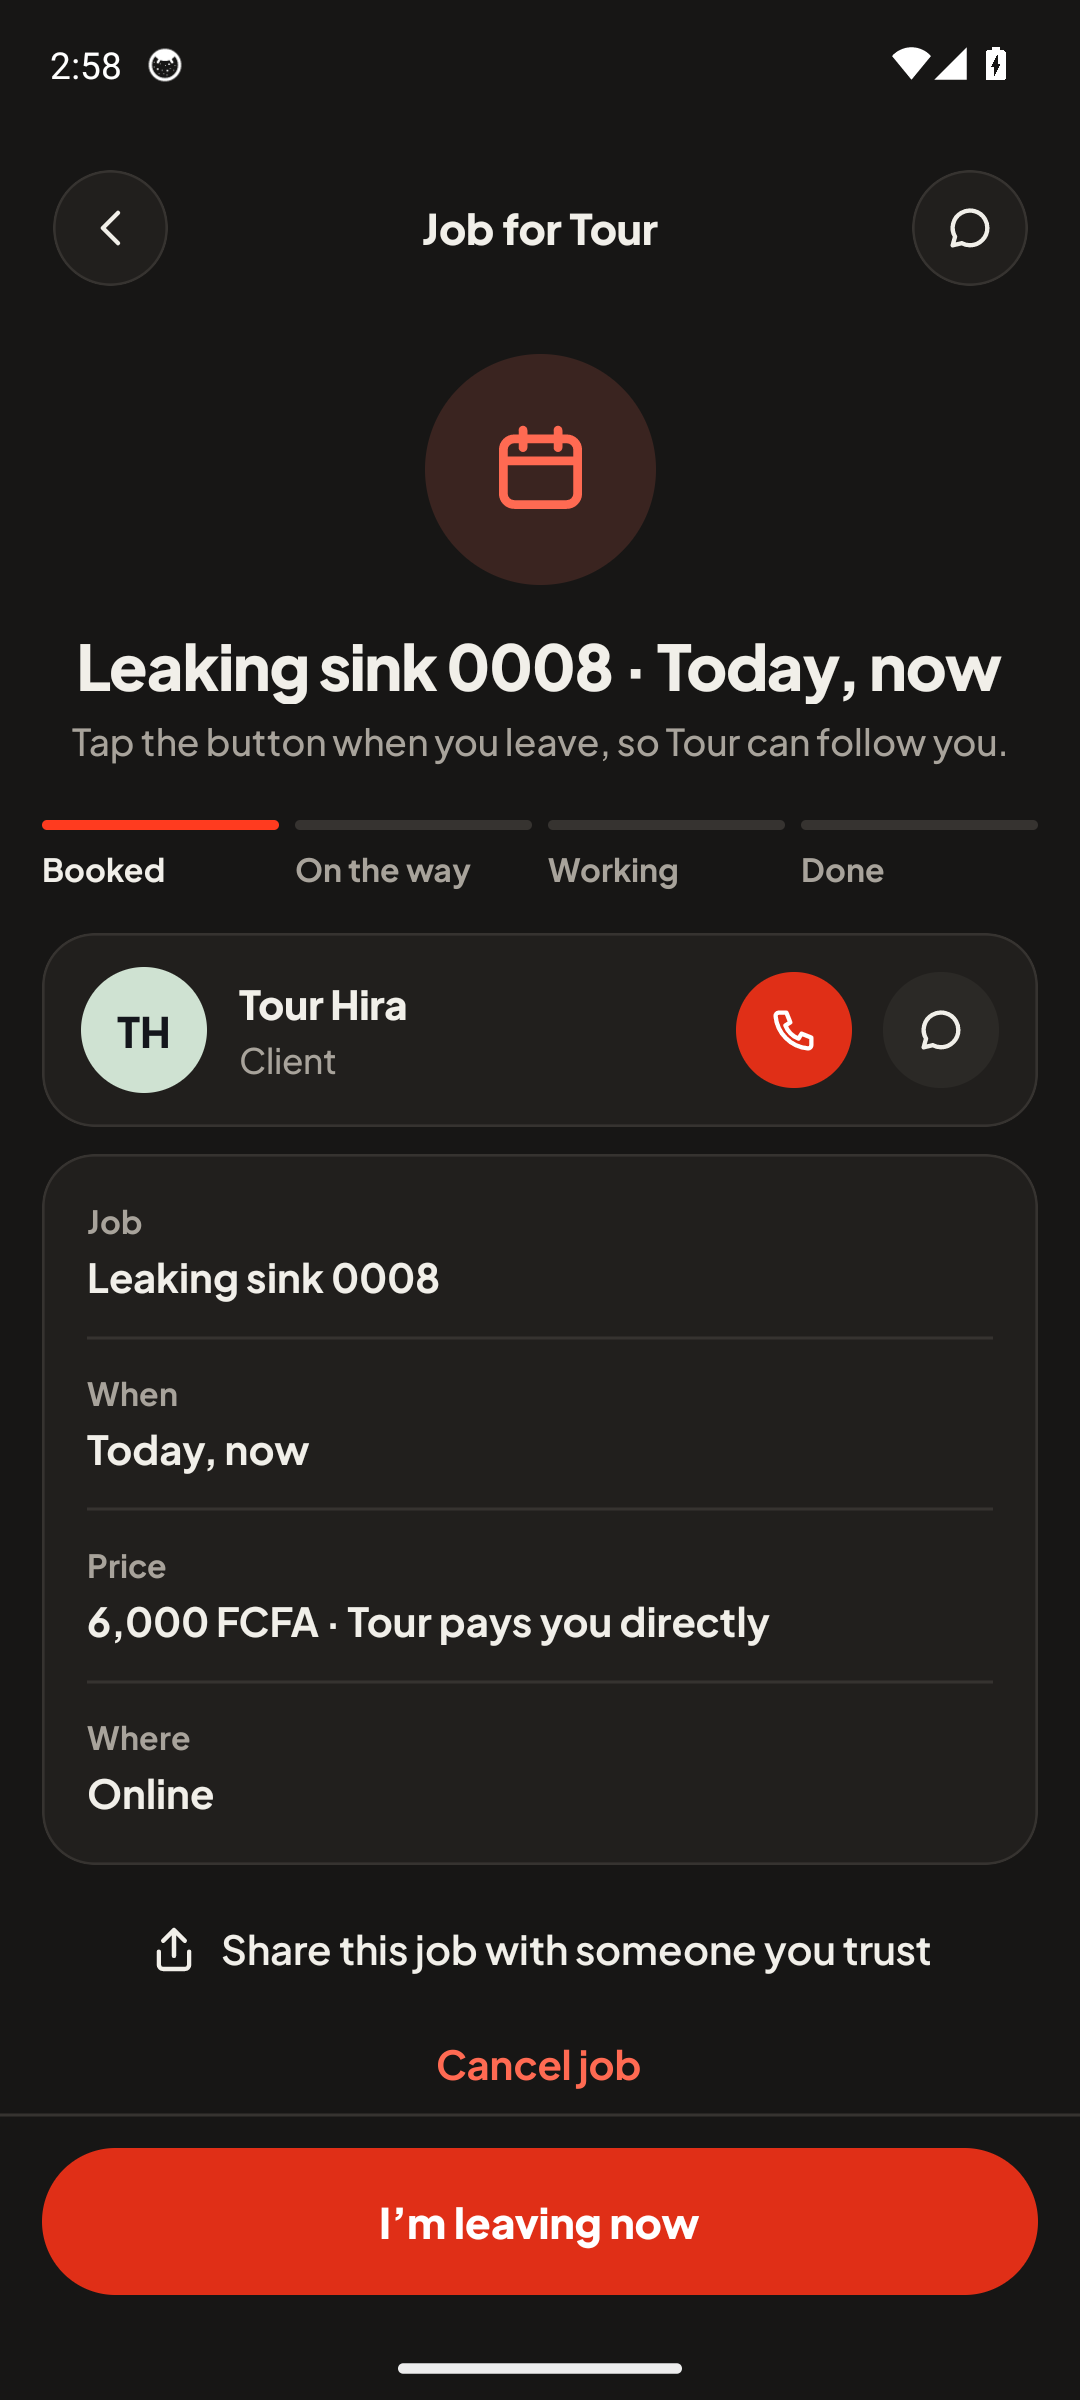 2:58
Job for Tour
Leaking sink 0008 · Today, now
Tap the button when you leave, so Tour can follow you.
Booked
On the way
Working
Done
TH
Tour Hira
Client
Job
Leaking sink 0008
When
Today, now
Price
6,000 FCFA · Tour pays you directly
Where
Online
Share this job with someone you trust
Cancel job
I’m leaving now